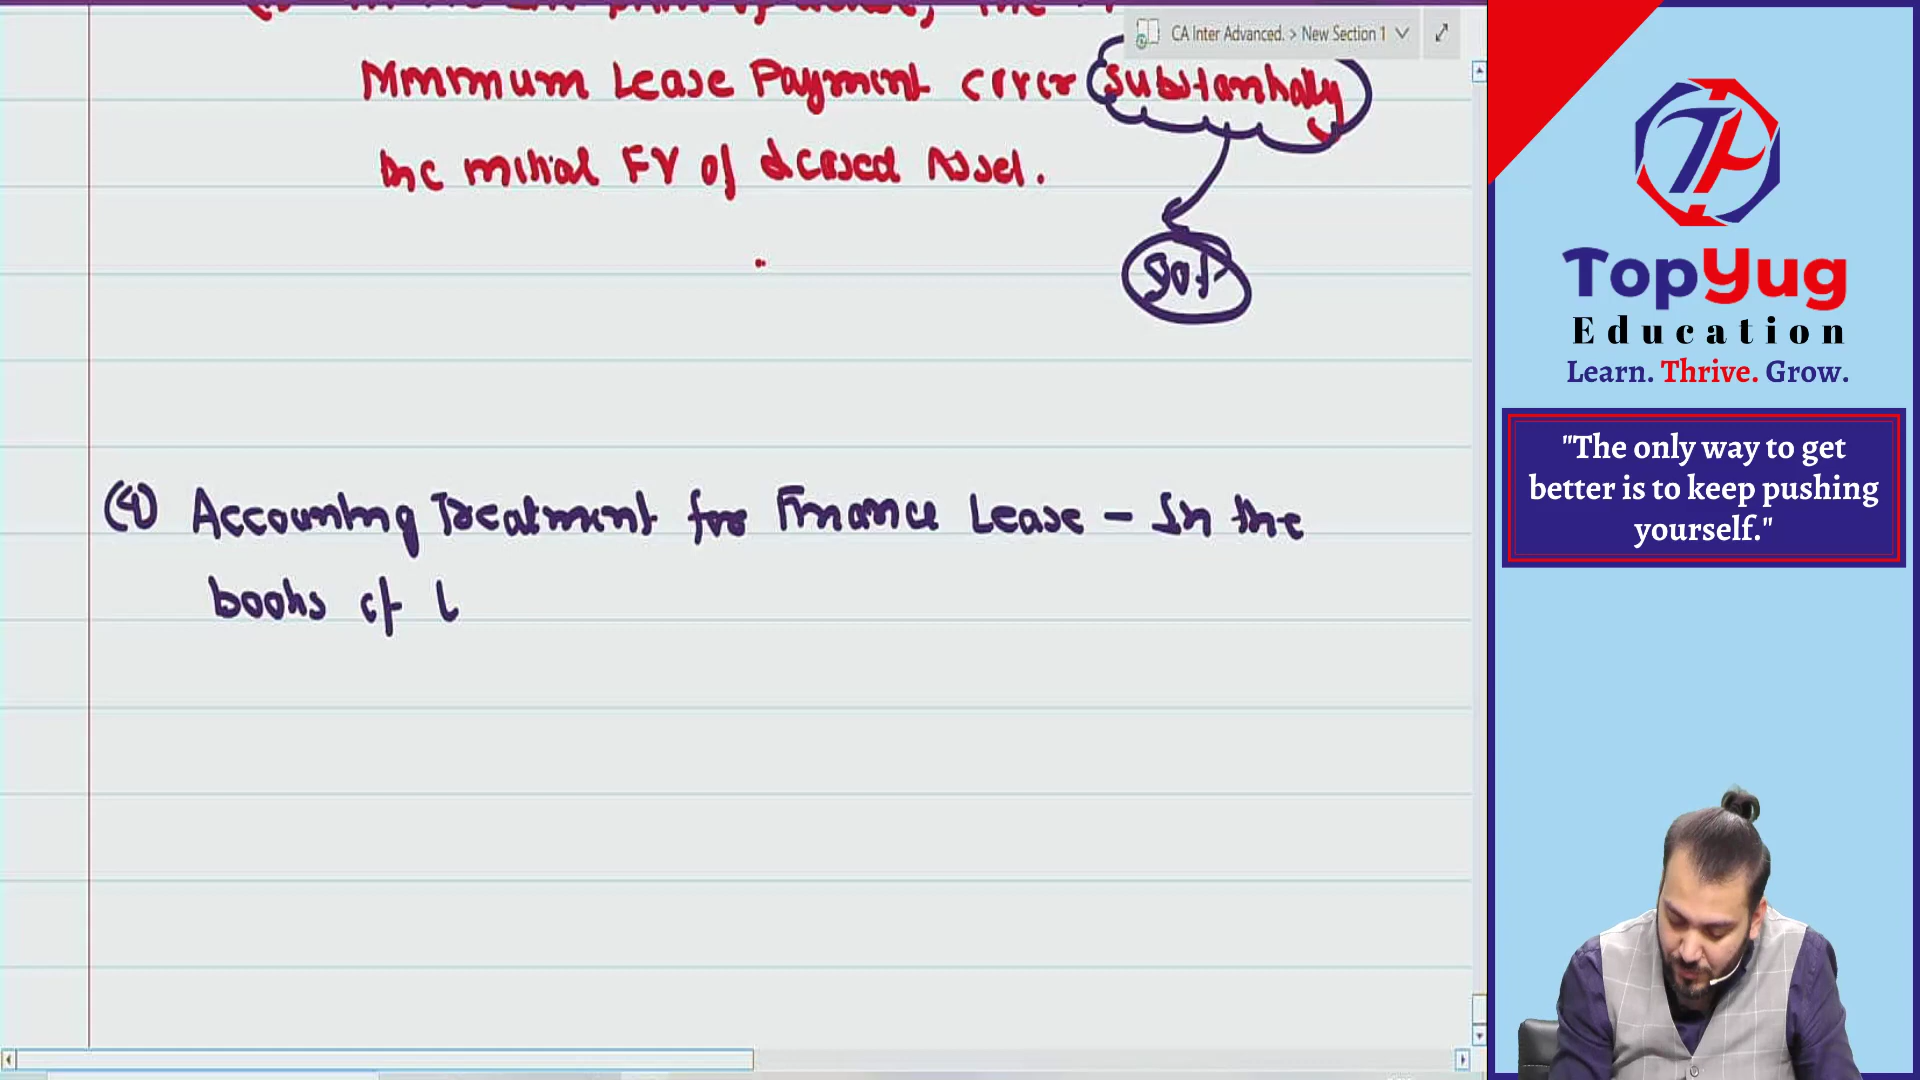 Minimum Lease Payment cover Substantially
the initial FV of Leased Asset.
90%
(4) Accounting Treatment for Finance Lease - In the
books of L
CA Inter Advanced. > New Section 1
TopYug
Education
Learn. Thrive. Grow.
"The only way to get
better is to keep pushing
yourself."